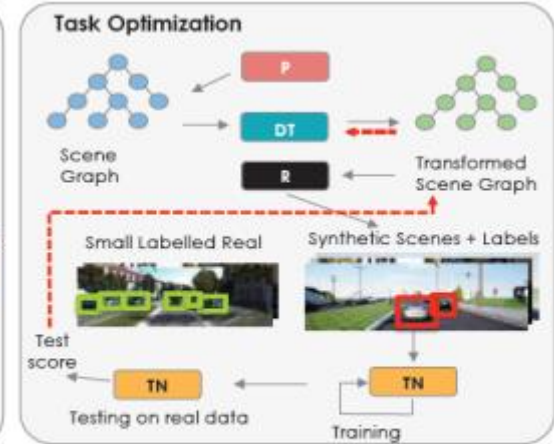 Task Optimization
P
DT
Scene
Graph
R
Transformed
Scene Graph
Small Labelled Real
Synthetic Scenes + Labels
Test
score
TN
TN
Testing on real data
Training